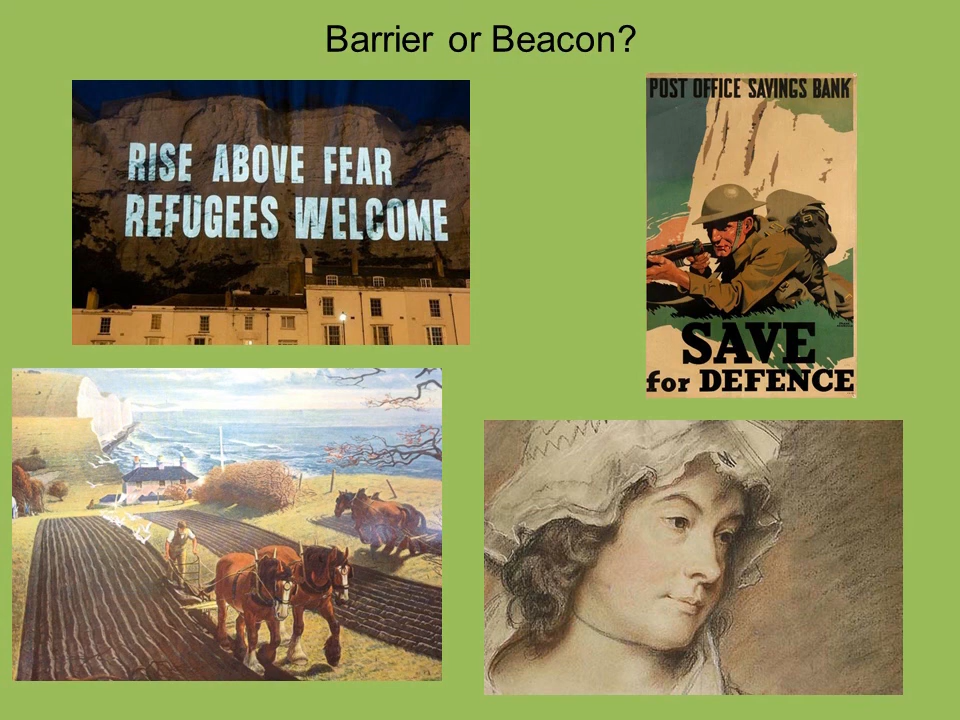 Barrier or Beacon?
RISE ABOVE FEAR
REFUGEES WELCOME
POST OFFICE SAVINGS BANK
SAVE
for DEFENCE